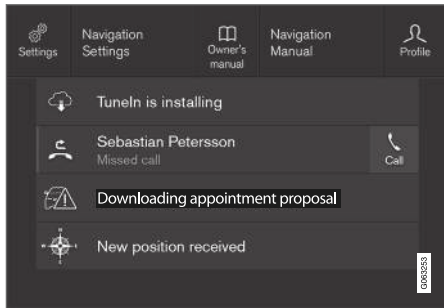 Settings
Navigation
Settings
Owner's
manual
Navigation
Manual
Profile
TuneIn is installing
Sebastian Petersson
Missed call
Call
Downloading appointment proposal
New position received
G063253